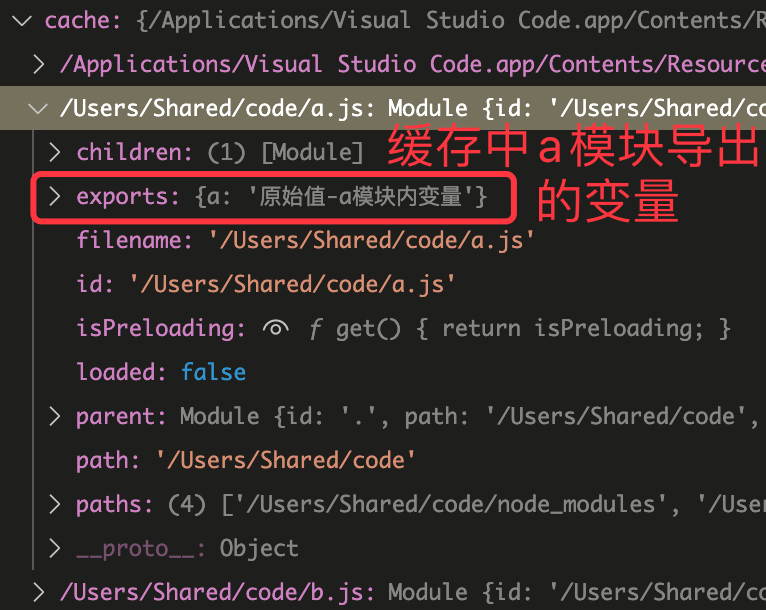 cache: {/Applications/Visual Studio Code.app/Contents/R
/Applications/Visual Studio Code.app/Contents/Resource
/Users/Shared/code/a.js: Module {id: '/Users/Shared/co
children: (1) [Module]
缓存中a模块导出
exports: {a: '原始值-a模块内变量'}
的变量
filename: '/Users/Shared/code/a.js'
id: '/Users/Shared/code/a.js'
isPreloading: ƒ get() { return isPreloading; }
loaded: false
parent: Module {id: '.', path: '/Users/Shared/code',
path: '/Users/Shared/code'
paths: (4) ['/Users/Shared/code/node_modules', '/User
__proto__: Object
/Users/Shared/code/b.js: Module {id: '/Users/Shared/co